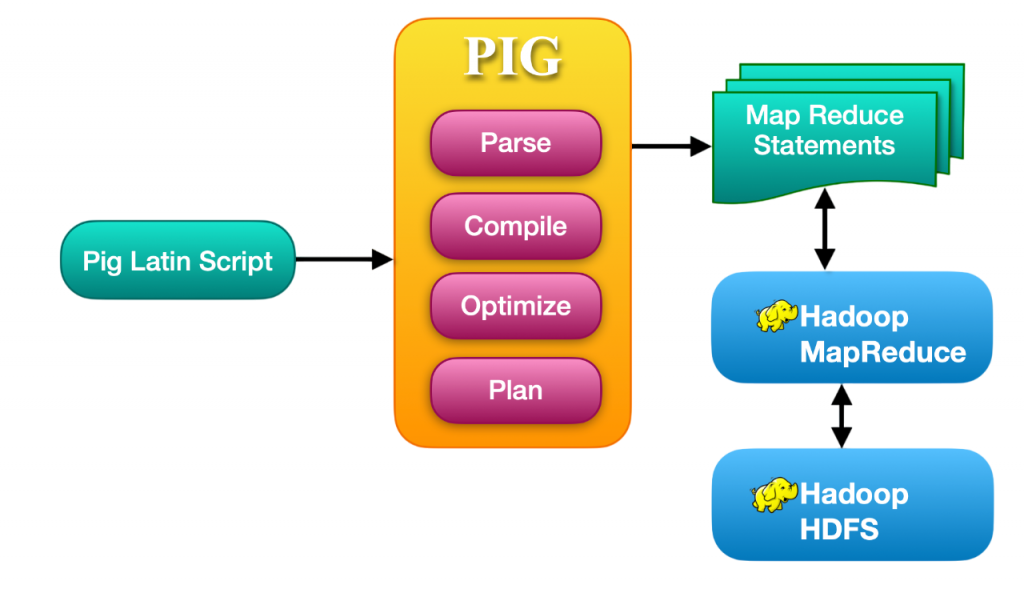 PIG
Parse
Compile
Optimize
Plan
Pig Latin Script
Map Reduce
Statements
Hadoop
MapReduce
Hadoop
HDFS